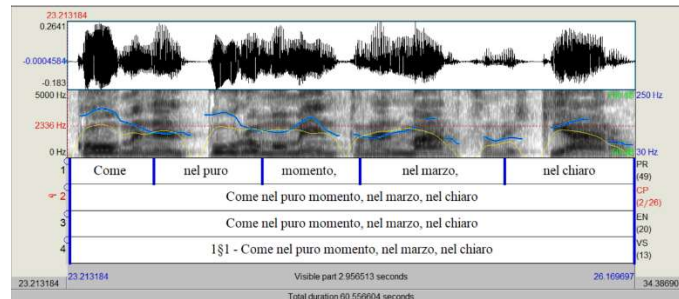 23.213184
0.2641
-0.0004584
-0.183
5000 Hz
250 Hz
2336 Hz
0 Hz
30 Hz
1 Come nel puro momento, nel marzo, nel chiaro PR (49)
2 Come nel puro momento, nel marzo, nel chiaro CP (2/26)
3 Come nel puro momento, nel marzo, nel chiaro EN (20)
4 1§1 - Come nel puro momento, nel marzo, nel chiaro VS (13)
23.213184 Visible part 2.956513 seconds 26.169697
23.213184 34.38690
Total duration 60.556604 seconds